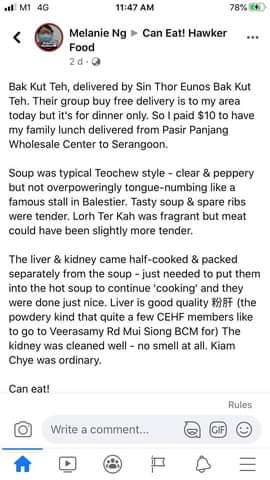 M1 4G 11:47 AM 78%
Melanie Ng ▶ Can Eat! Hawker
Food
2 d ·
Bak Kut Teh, delivered by Sin Thor Eunos Bak Kut
Teh. Their group buy free delivery is to my area
today but it's for dinner only. So I paid $10 to have
my family lunch delivered from Pasir Panjang
Wholesale Center to Serangoon.
Soup was typical Teochew style - clear & peppery
but not overpoweringly tongue-numbing like a
famous stall in Balestier. Tasty soup & spare ribs
were tender. Lorh Ter Kah was fragrant but meat
could have been slightly more tender.
The liver & kidney came half-cooked & packed
separately from the soup - just needed to put them
into the hot soup to continue 'cooking' and they
were done just nice. Liver is good quality 粉肝 (the
powdery kind that quite a few CEHF members like
to go to Veerasamy Rd Mui Siong BCM for) The
kidney was cleaned well - no smell at all. Kiam
Chye was ordinary.
Can eat!
Rules
Write a comment...
GIF